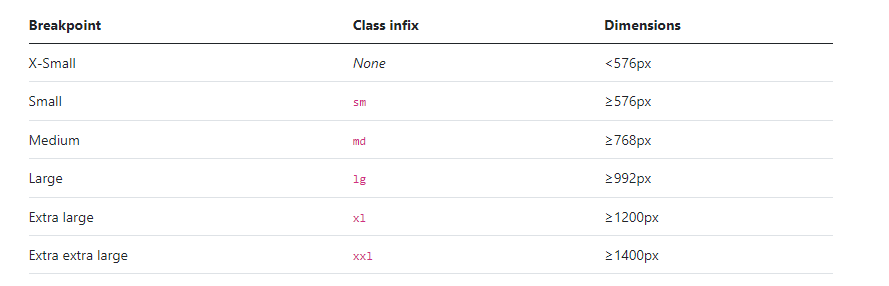 Breakpoint Class infix Dimensions
X-Small None <576px
Small sm ≥576px
Medium md ≥768px
Large lg ≥992px
Extra large xl ≥1200px
Extra extra large xxl ≥1400px